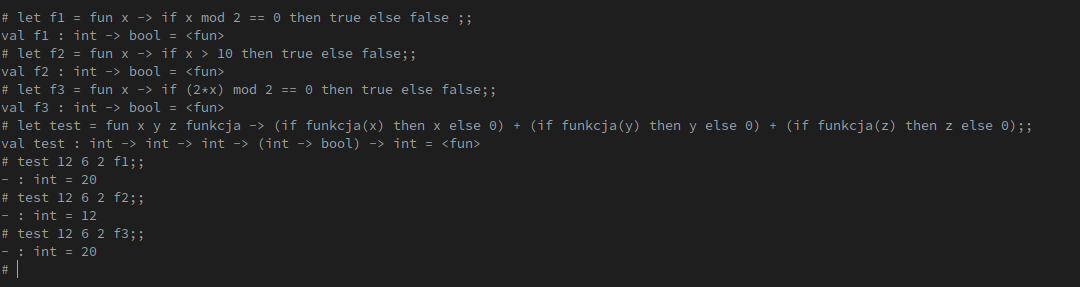 # let f1 = fun x -> if x mod 2 == 0 then true else false ;;
val f1 : int -> bool = <fun>
# let f2 = fun x -> if x > 10 then true else false;;
val f2 : int -> bool = <fun>
# let f3 = fun x -> if (2*x) mod 2 == 0 then true else false;;
val f3 : int -> bool = <fun>
# let test = fun x y z funkcja -> (if funkcja(x) then x else 0) + (if funkcja(y) then y else 0) + (if funkcja(z) then z else 0);;
val test : int -> int -> int -> (int -> bool) -> int = <fun>
# test 12 6 2 f1;;
- : int = 20
# test 12 6 2 f2;;
- : int = 12
# test 12 6 2 f3;;
- : int = 20
#